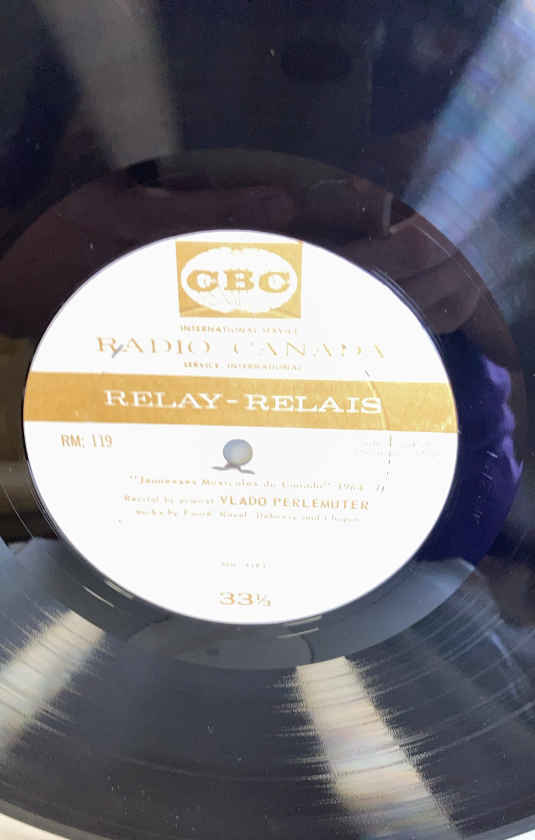 CBC
INTERNATIONAL SERVICE
RADIO CANADA
SERVICE INTERNATIONAL
RELAY-RELAIS
RM: 119
"Jeunesses Musicales du Canada" 1964
Recital by pianist VLADO PERLEMUTER
works by Fauré, Ravel, Debussy and Chopin
33⅓